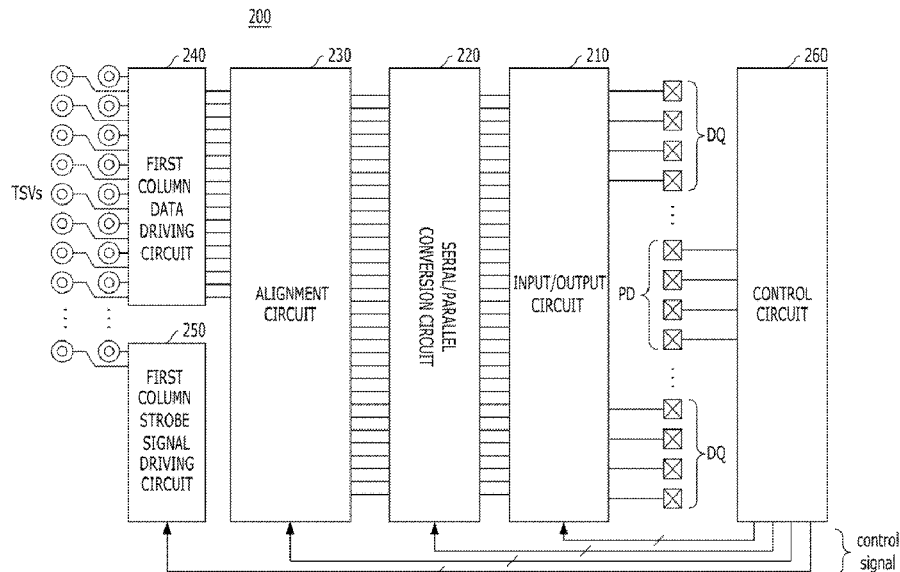 200
240
230
220
210
260
TSVs
FIRST
COLUMN
DATA
DRIVING
CIRCUIT
250
FIRST
COLUMN
STROBE
SIGNAL
DRIVING
CIRCUIT
ALIGNMENT
CIRCUIT
SERIAL/PARALLEL
CONVERSION CIRCUIT
INPUT/OUTPUT
CIRCUIT
DQ
PD
DQ
CONTROL
CIRCUIT
control
signal